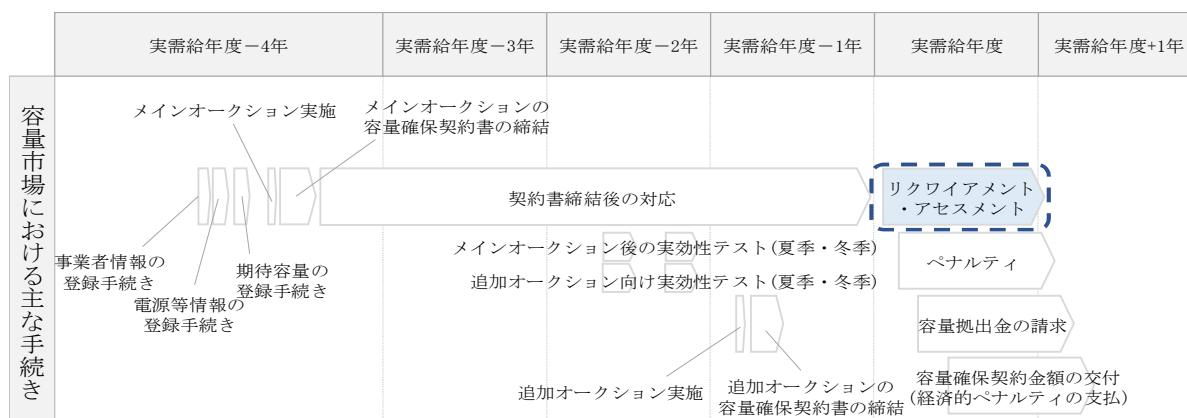 実需給年度－4年
実需給年度－3年
実需給年度－2年
実需給年度－1年
実需給年度
実需給年度+1年
容量市場における主な手続き
メインオークション実施
メインオークションの
容量確保契約書の締結
契約書締結後の対応
リクワイアメント
・アセスメント
事業者情報の
登録手続き
電源等情報の
登録手続き
期待容量の
登録手続き
メインオークション後の実効性テスト(夏季・冬季)
追加オークション向け実効性テスト(夏季・冬季)
ペナルティ
追加オークション実施
追加オークションの
容量確保契約書の締結
容量拠出金の請求
容量確保契約金額の交付
(経済的ペナルティの支払)